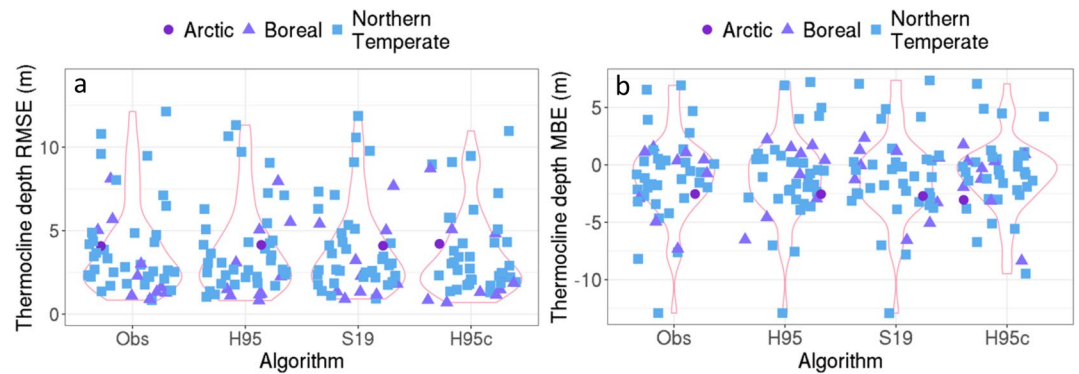 Arctic Boreal Northern Temperate
a
Thermocline depth RMSE (m)
10
5
0
Obs H95 S19 H95c
Algorithm
Arctic Boreal Northern Temperate
b
Thermocline depth MBE (m)
5
0
-5
-10
Obs H95 S19 H95c
Algorithm